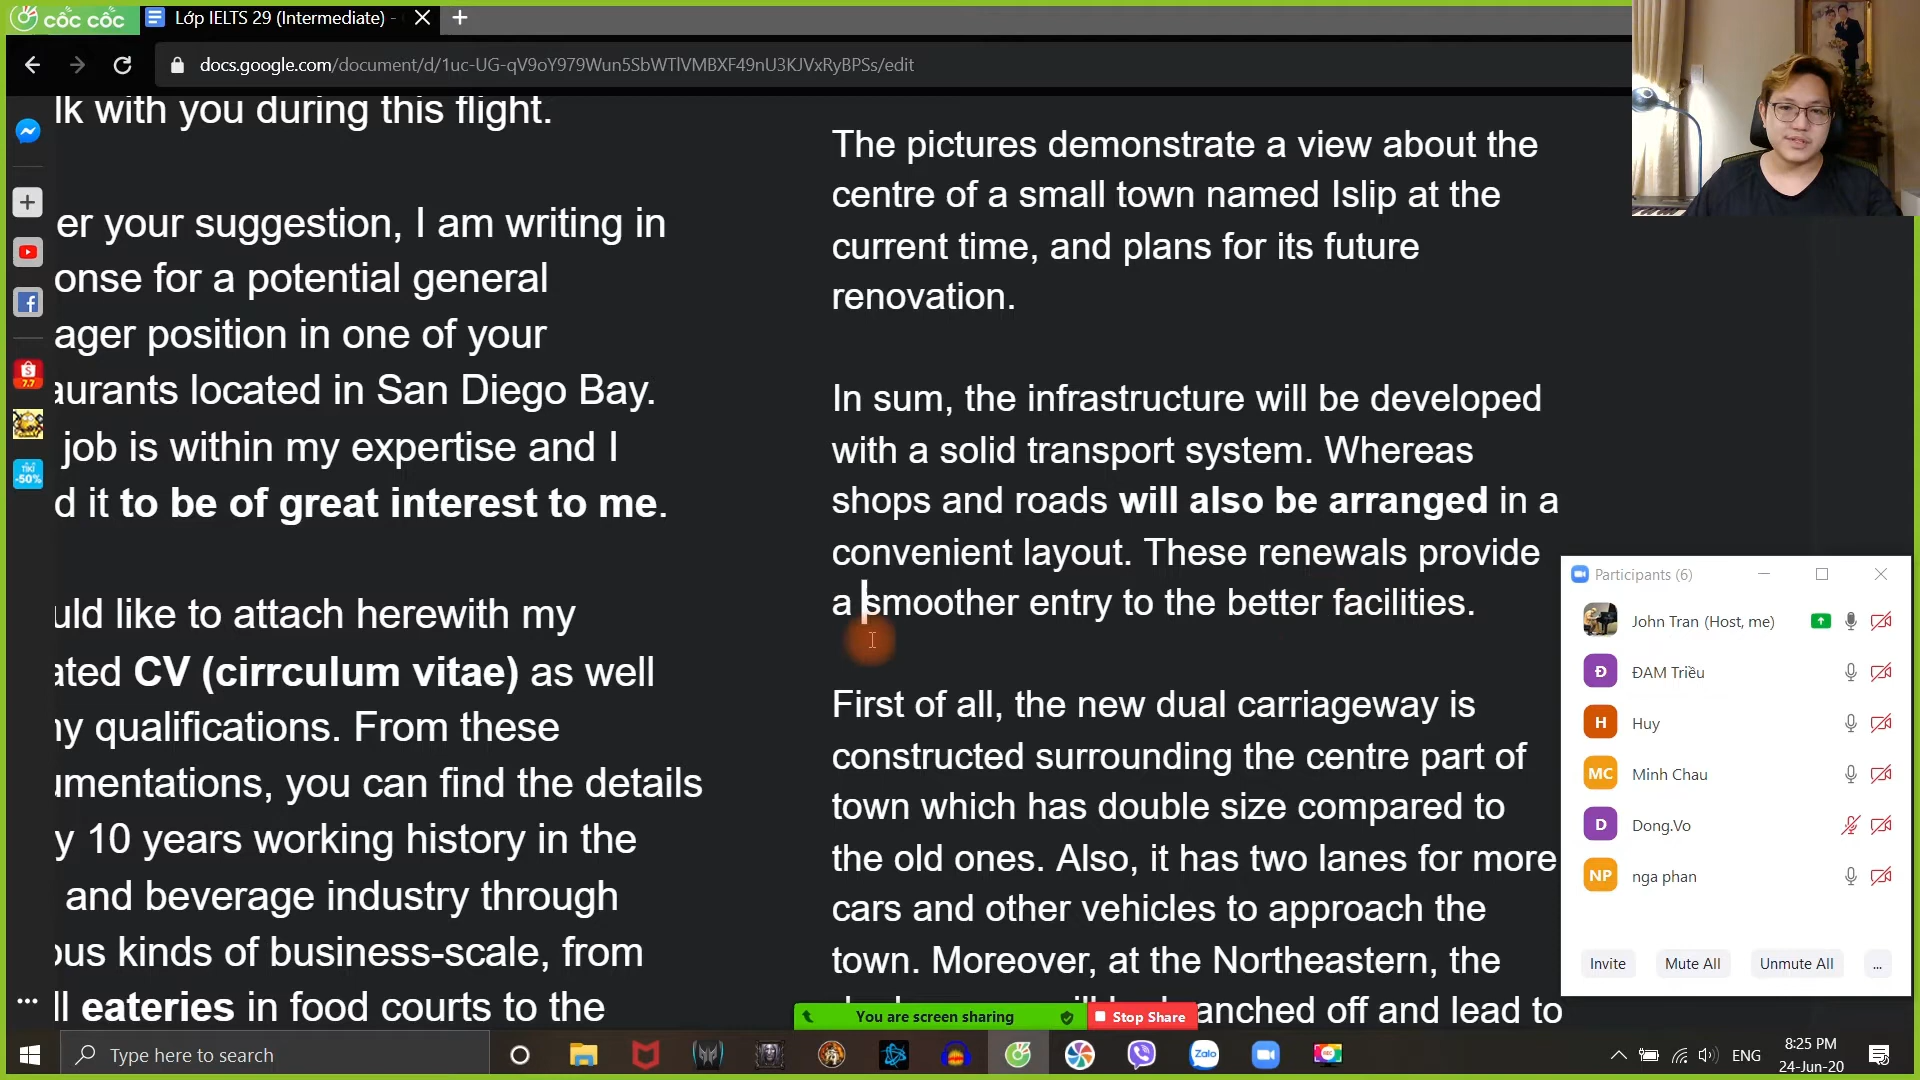 cốc cốc
Lớp IELTS 29 (Intermediate) -
docs.google.com/document/d/1uc-UG-qV9oY979Wun5SbWTlVMBXF49nU3KJVxRyBPSs/edit
lk with you during this flight.
er your suggestion, I am writing in
onse for a potential general
ager position in one of your
aurants located in San Diego Bay.
job is within my expertise and I
d it to be of great interest to me.
uld like to attach herewith my
ated CV (cirrculum vitae) as well
ny qualifications. From these
umentations, you can find the details
y 10 years working history in the
and beverage industry through
ous kinds of business-scale, from
ll eateries in food courts to the
The pictures demonstrate a view about the
centre of a small town named Islip at the
current time, and plans for its future
renovation.
In sum, the infrastructure will be developed
with a solid transport system. Whereas
shops and roads will also be arranged in a
convenient layout. These renewals provide
a smoother entry to the better facilities.
First of all, the new dual carriageway is
constructed surrounding the centre part of
town which has double size compared to
the old ones. Also, it has two lanes for more
cars and other vehicles to approach the
town. Moreover, at the Northeastern, the
anched off and lead to
7.7
TIKI
-50%
Participants (6)
John Tran (Host, me)
Đ ĐAM Triều
H Huy
MC Minh Chau
D Dong.Vo
NP nga phan
Invite Mute All Unmute All ...
You are screen sharing Stop Share
Type here to search
Zalo
ENG
8:25 PM
24-Jun-20